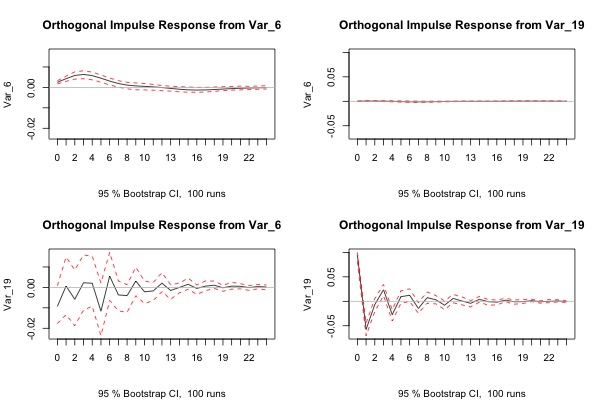 Orthogonal Impulse Response from Var_6
Var_6
0.00
-0.02
0 2 4 6 8 10 13 16 19 22
95 % Bootstrap CI, 100 runs
Orthogonal Impulse Response from Var_19
Var_6
0.05
-0.05
0 2 4 6 8 10 13 16 19 22
95 % Bootstrap CI, 100 runs
Orthogonal Impulse Response from Var_6
Var_19
0.00
-0.02
0 2 4 6 8 10 13 16 19 22
95 % Bootstrap CI, 100 runs
Orthogonal Impulse Response from Var_19
Var_19
0.05
-0.05
0 2 4 6 8 10 13 16 19 22
95 % Bootstrap CI, 100 runs